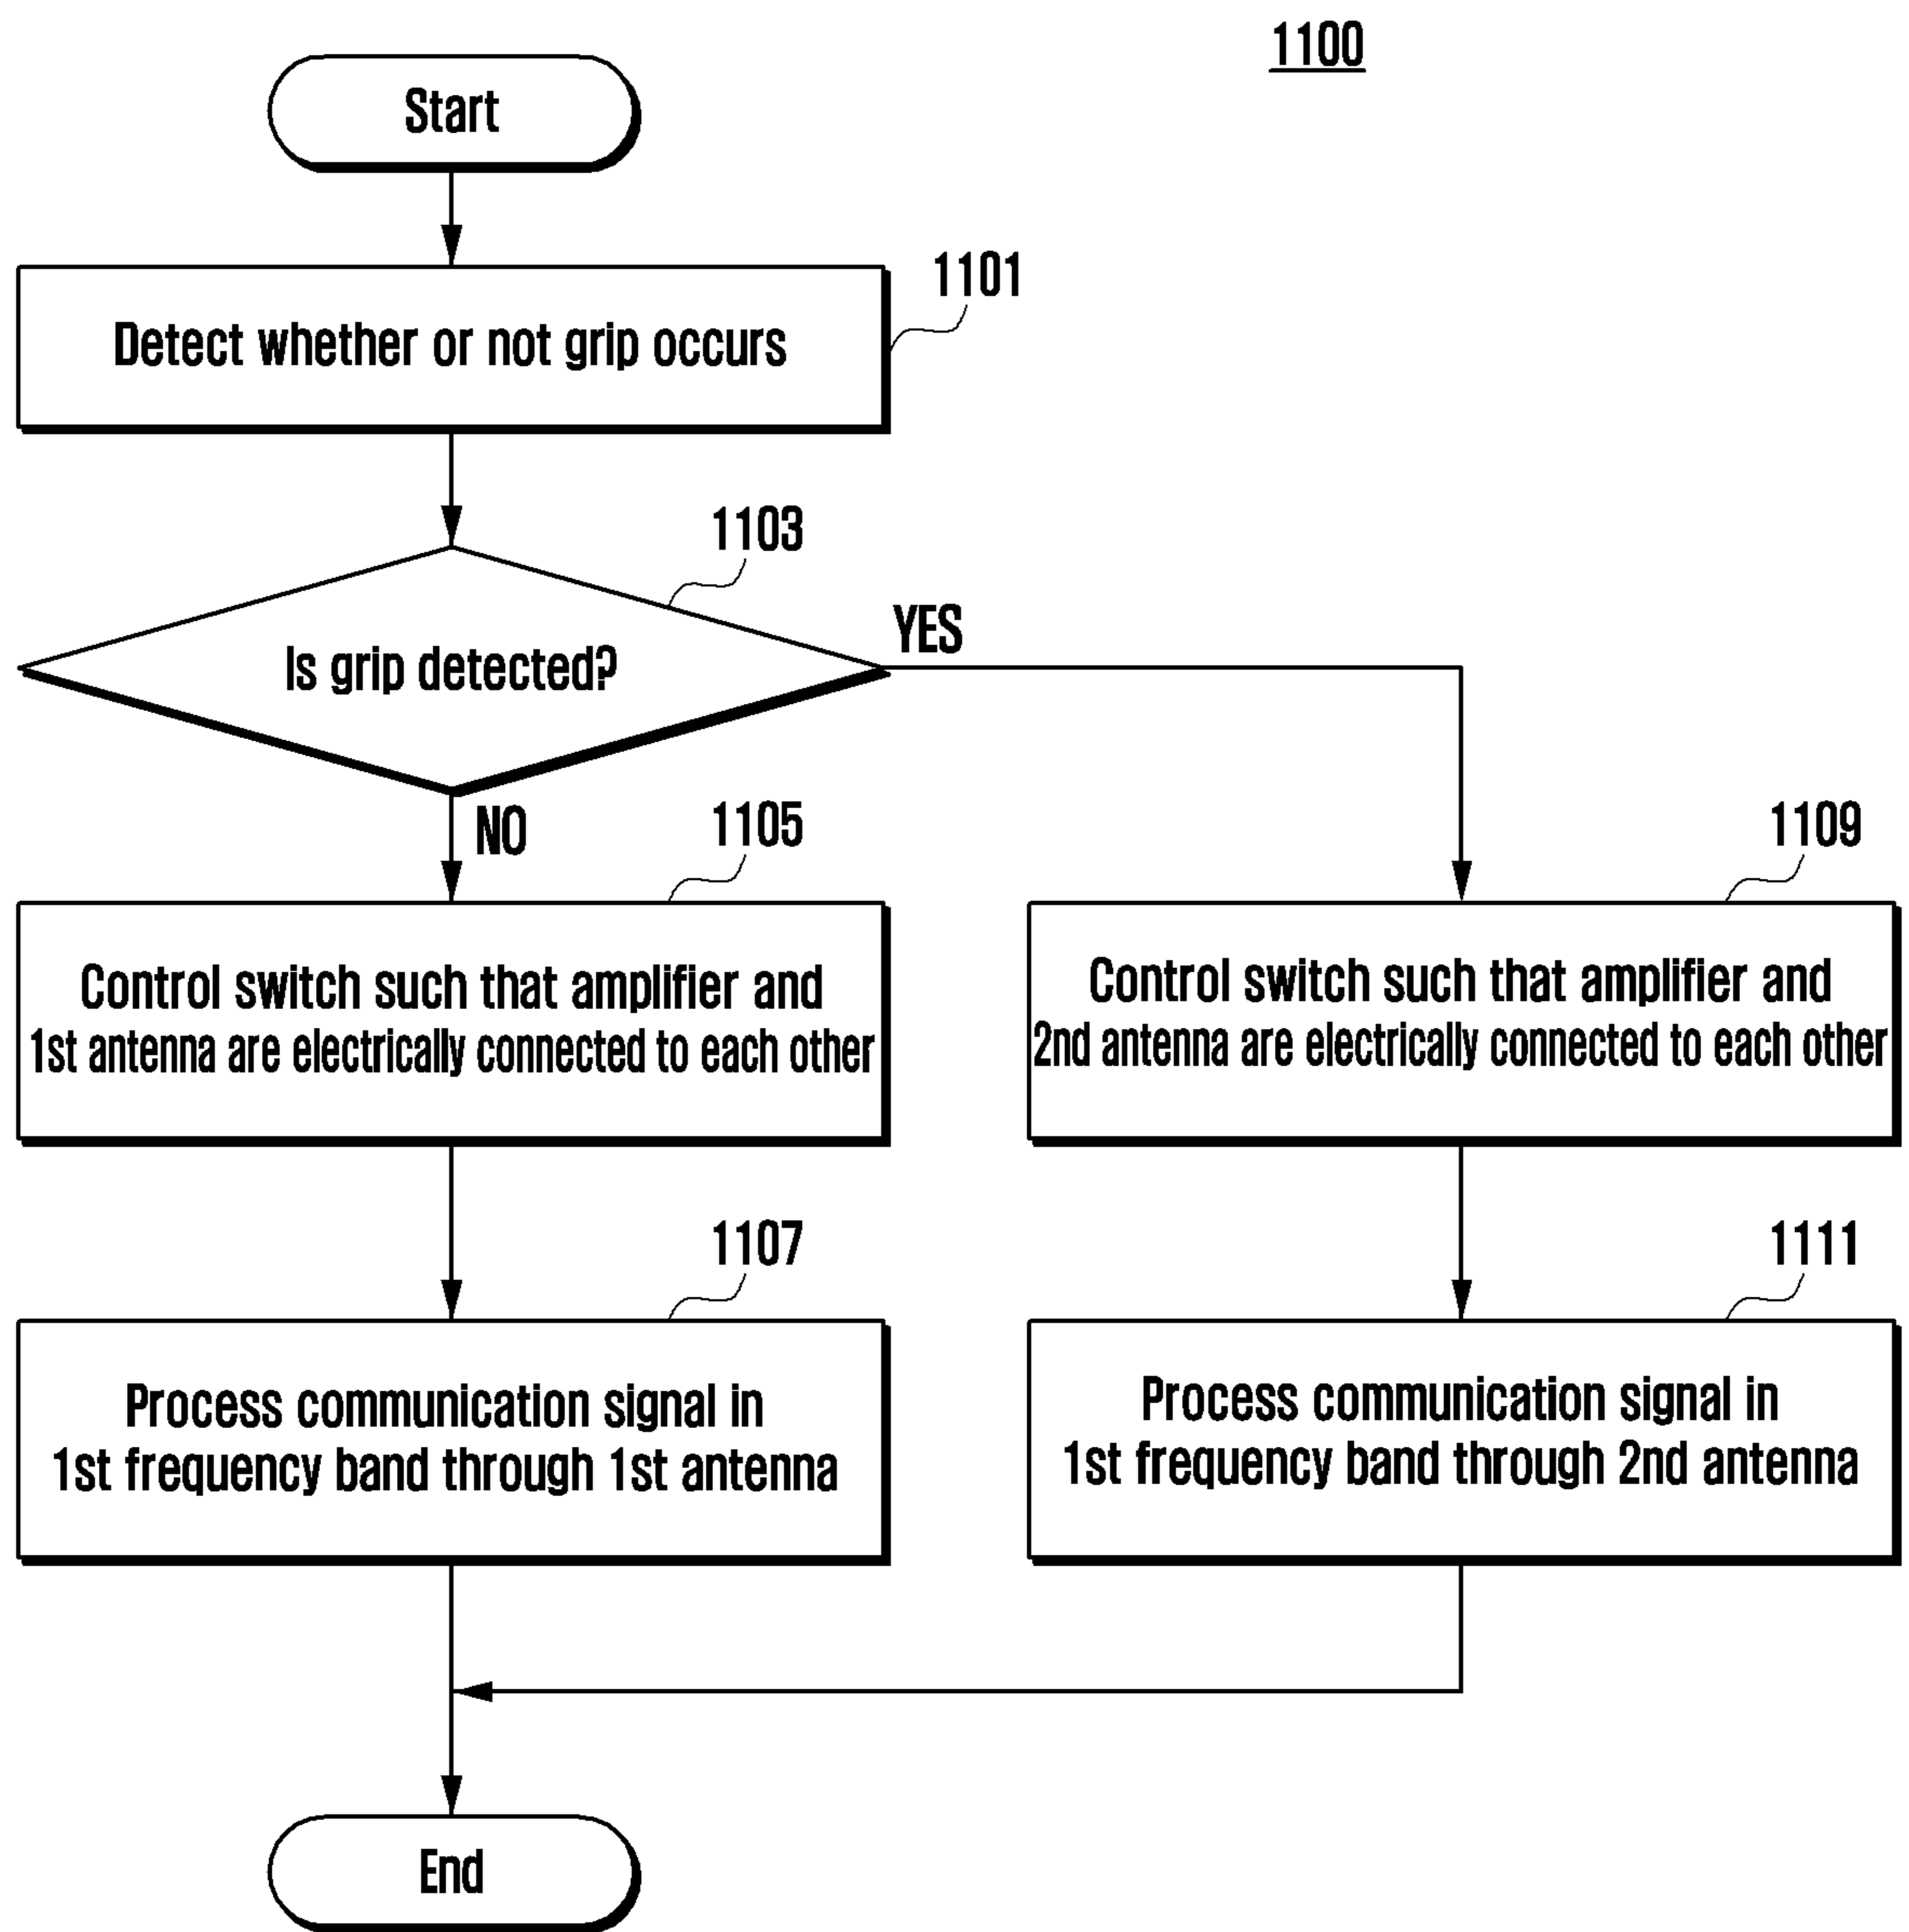 1100
Start
1101
Detect whether or not grip occurs
1103
Is grip detected?
YES
NO
1105
Control switch such that amplifier and
1st antenna are electrically connected to each other
1109
Control switch such that amplifier and
2nd antenna are electrically connected to each other
1107
Process communication signal in
1st frequency band through 1st antenna
1111
Process communication signal in
1st frequency band through 2nd antenna
End